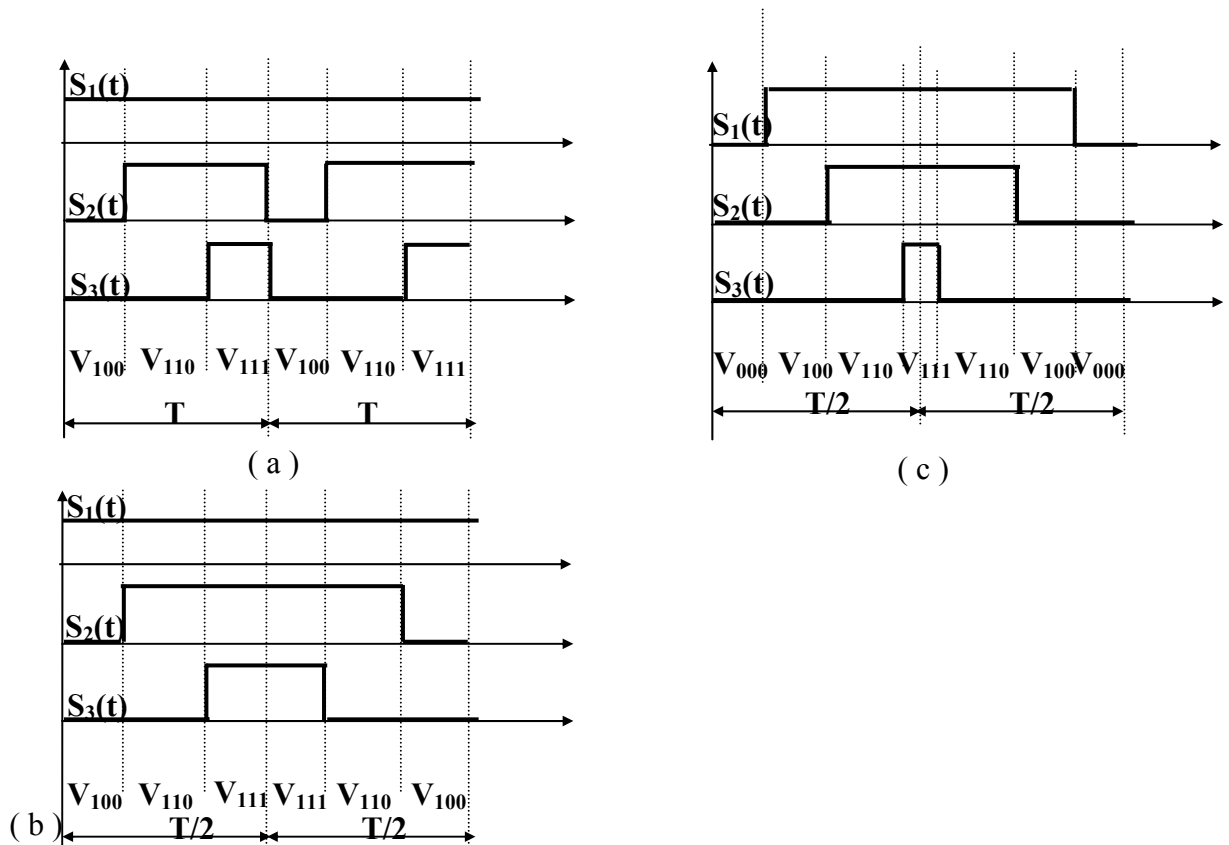 S₁(t)
S₂(t)
S₃(t)
V₁₀₀ V₁₁₀ V₁₁₁ V₁₀₀ V₁₁₀ V₁₁₁
T T
( a )
S₁(t)
S₂(t)
S₃(t)
V₀₀₀ V₁₀₀ V₁₁₀ V₁₁₁ V₁₁₀ V₁₀₀ V₀₀₀
T/2 T/2
( c )
S₁(t)
S₂(t)
S₃(t)
V₁₀₀ V₁₁₀ V₁₁₁ V₁₁₁ V₁₁₀ V₁₀₀
( b ) T/2 T/2